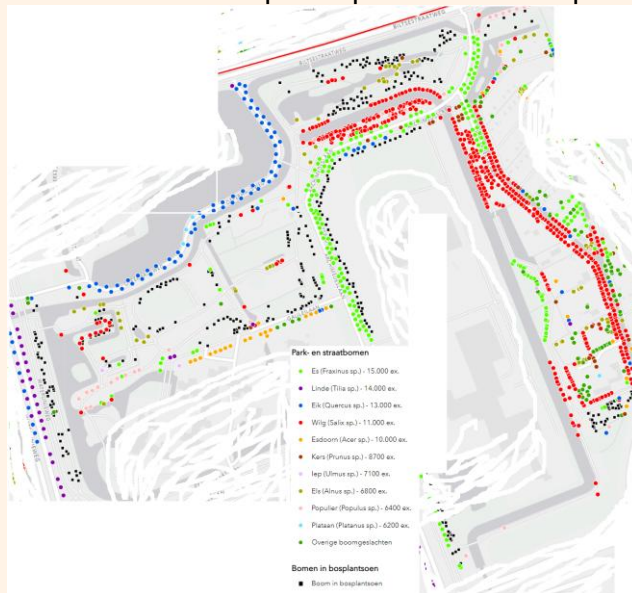 BILTSESTRAATWEG
BILTSESTRAATWEG
Park- en straatbomen
Es (Fraxinus sp.) - 15.000 ex.
Linde (Tilia sp.) - 14.000 ex.
Eik (Quercus sp.) - 13.000 ex.
Wilg (Salix sp.) - 11.000 ex.
Esdoorn (Acer sp.) - 10.000 ex.
Kers (Prunus sp.) - 8700 ex.
Iep (Ulmus sp.) - 7100 ex.
Els (Alnus sp.) - 6800 ex.
Populier (Populus sp.) - 6400 ex.
Plataan (Platanus sp.) - 6200 ex.
Overige boomgeslachten
Bomen in bosplantsoen
Boom in bosplantsoen